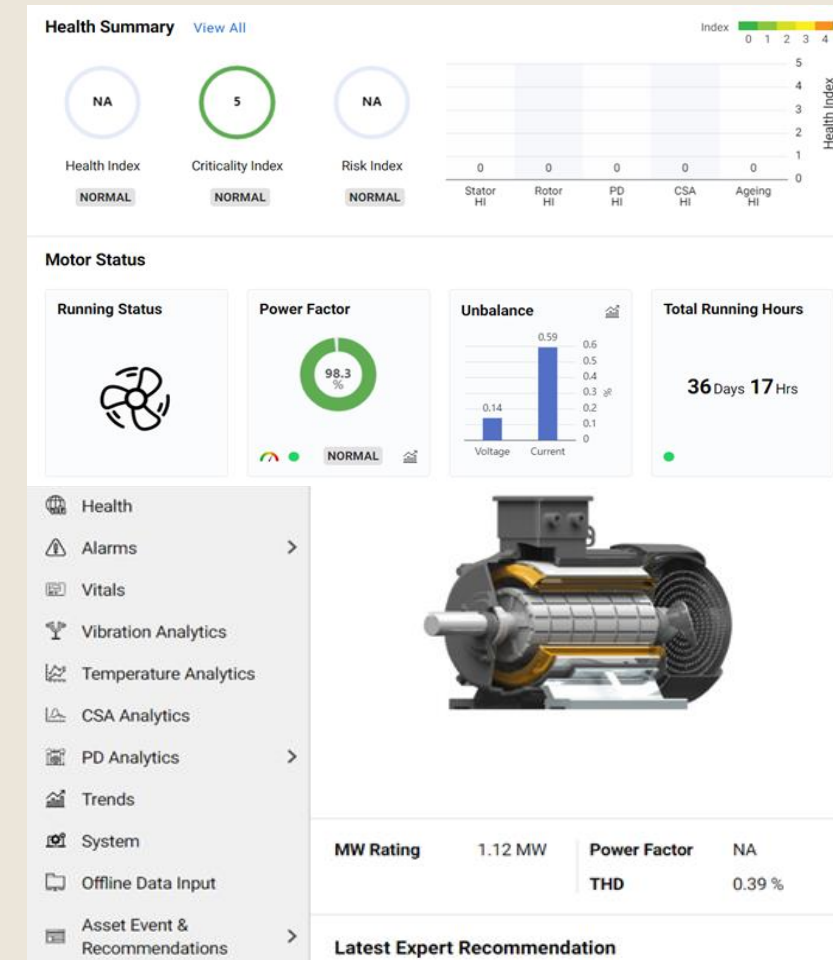 Health Summary View All
Index
0 1 2 3 4
NA
5
NA
Health Index
Criticality Index
Risk Index
NORMAL
NORMAL
NORMAL
5
4
3
2
1
0
Health Index
0 0 0 0 0
Stator HI
Rotor HI
PD HI
CSA HI
Ageing HI
Motor Status
Running Status
Power Factor
98.3
%
NORMAL
Unbalance
0.14
0.59
0.6
0.5
0.4
0.3
0.2
0.1
0
%
Voltage Current
Total Running Hours
36 Days 17 Hrs
Health
Alarms
Vitals
Vibration Analytics
Temperature Analytics
CSA Analytics
PD Analytics
Trends
System
Offline Data Input
Asset Event &
Recommendations
MW Rating 1.12 MW
Power Factor NA
THD 0.39 %
Latest Expert Recommendation